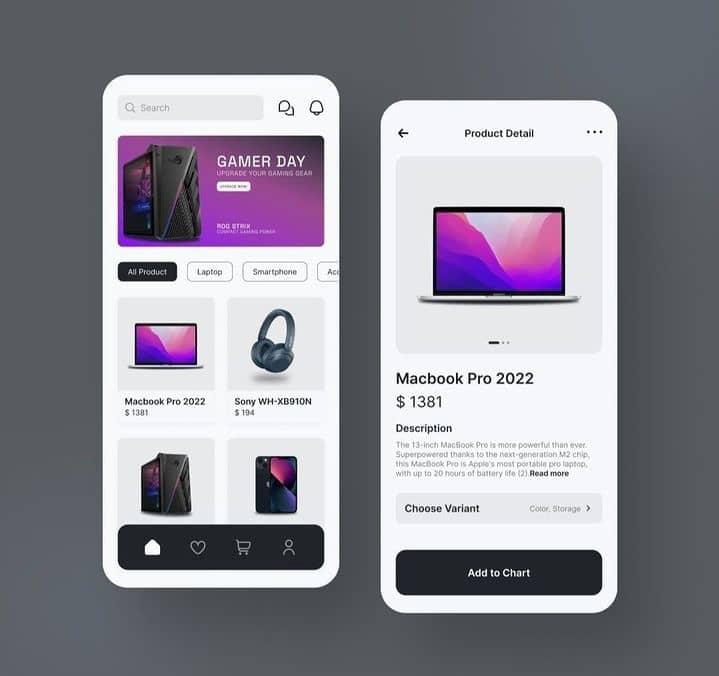 Search
GAMER DAY
UPGRADE YOUR GAMING GEAR
UPGRADE NOW
ROG STRIX
COMPACT GAMING POWER
All Product
Laptop
Smartphone
Acc
Macbook Pro 2022
$ 1381
Sony WH-XB910N
$ 194
Product Detail
Macbook Pro 2022
$ 1381
Description
The 13-inch MacBook Pro is more powerful than ever.
Superpowered thanks to the next-generation M2 chip,
this MacBook Pro is Apple's most portable pro laptop,
with up to 20 hours of battery life (2).Read more
Choose Variant
Color, Storage
Add to Chart